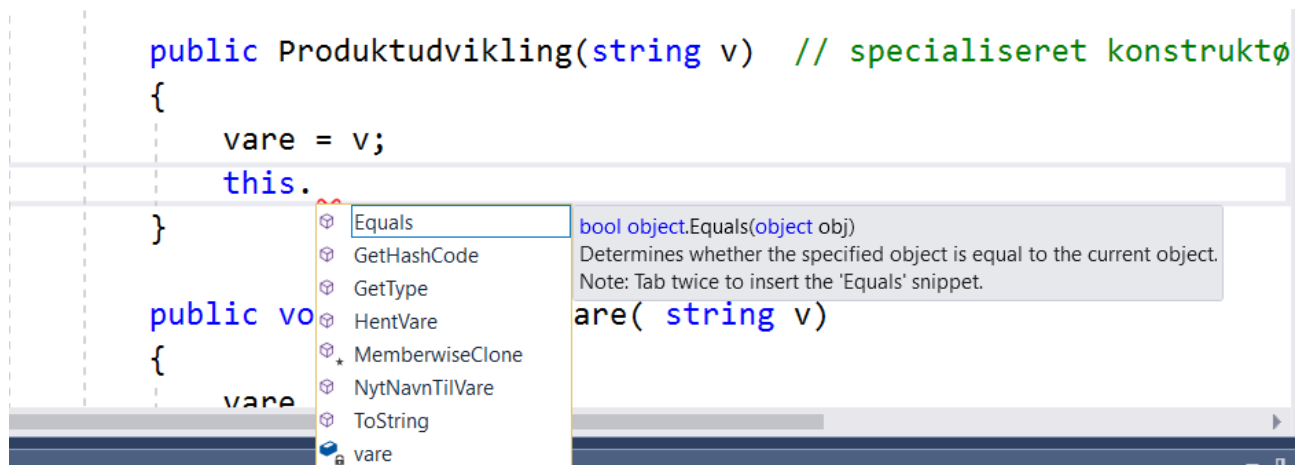 public Produktudvikling(string v) // specialiseret konstruktø
{
vare = v;
this.
}
Equals
GetHashCode
GetType
HentVare
MemberwiseClone
NytNavnTilVare
ToString
vare
bool object.Equals(object obj)
Determines whether the specified object is equal to the current object.
Note: Tab twice to insert the 'Equals' snippet.
public vo are( string v)
{
vare